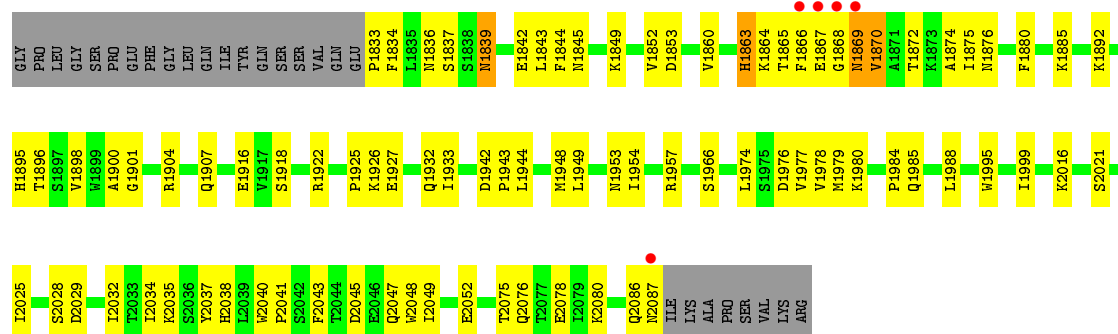 GLY PRO LEU GLY SER PRO GLU PHE GLY LEU GLN ILE TYR GLN SER SER VAL GLN GLU P1833 F1834 L1835 N1836 S1837 S1838 N1839 E1842 L1843 F1844 N1845 K1849 V1852 D1853 V1860 H1863 K1864 T1865 F1866 E1867 G1868 N1869 V1870 A1871 T1872 K1873 A1874 I1875 N1876 F1880 K1885 K1892
H1895 T1896 S1897 V1898 W1899 A1900 G1901 R1904 Q1907 E1916 V1917 S1918 R1922 P1925 K1926 E1927 Q1932 I1933 D1942 P1943 L1944 M1948 L1949 N1953 I1954 R1957 S1966 L1974 S1975 D1976 V1977 V1978 M1979 K1980 P1984 Q1985 L1988 W1995 I1999 K2016 S2021
I2025 S2028 D2029 I2032 T2033 I2034 K2035 S2036 Y2037 H2038 L2039 W2040 P2041 S2042 F2043 T2044 D2045 E2046 Q2047 W2048 I2049 E2052 T2075 Q2076 T2077 E2078 I2079 K2080 Q2086 N2087 ILE LYS ALA PRO SER VAL LYS ARG